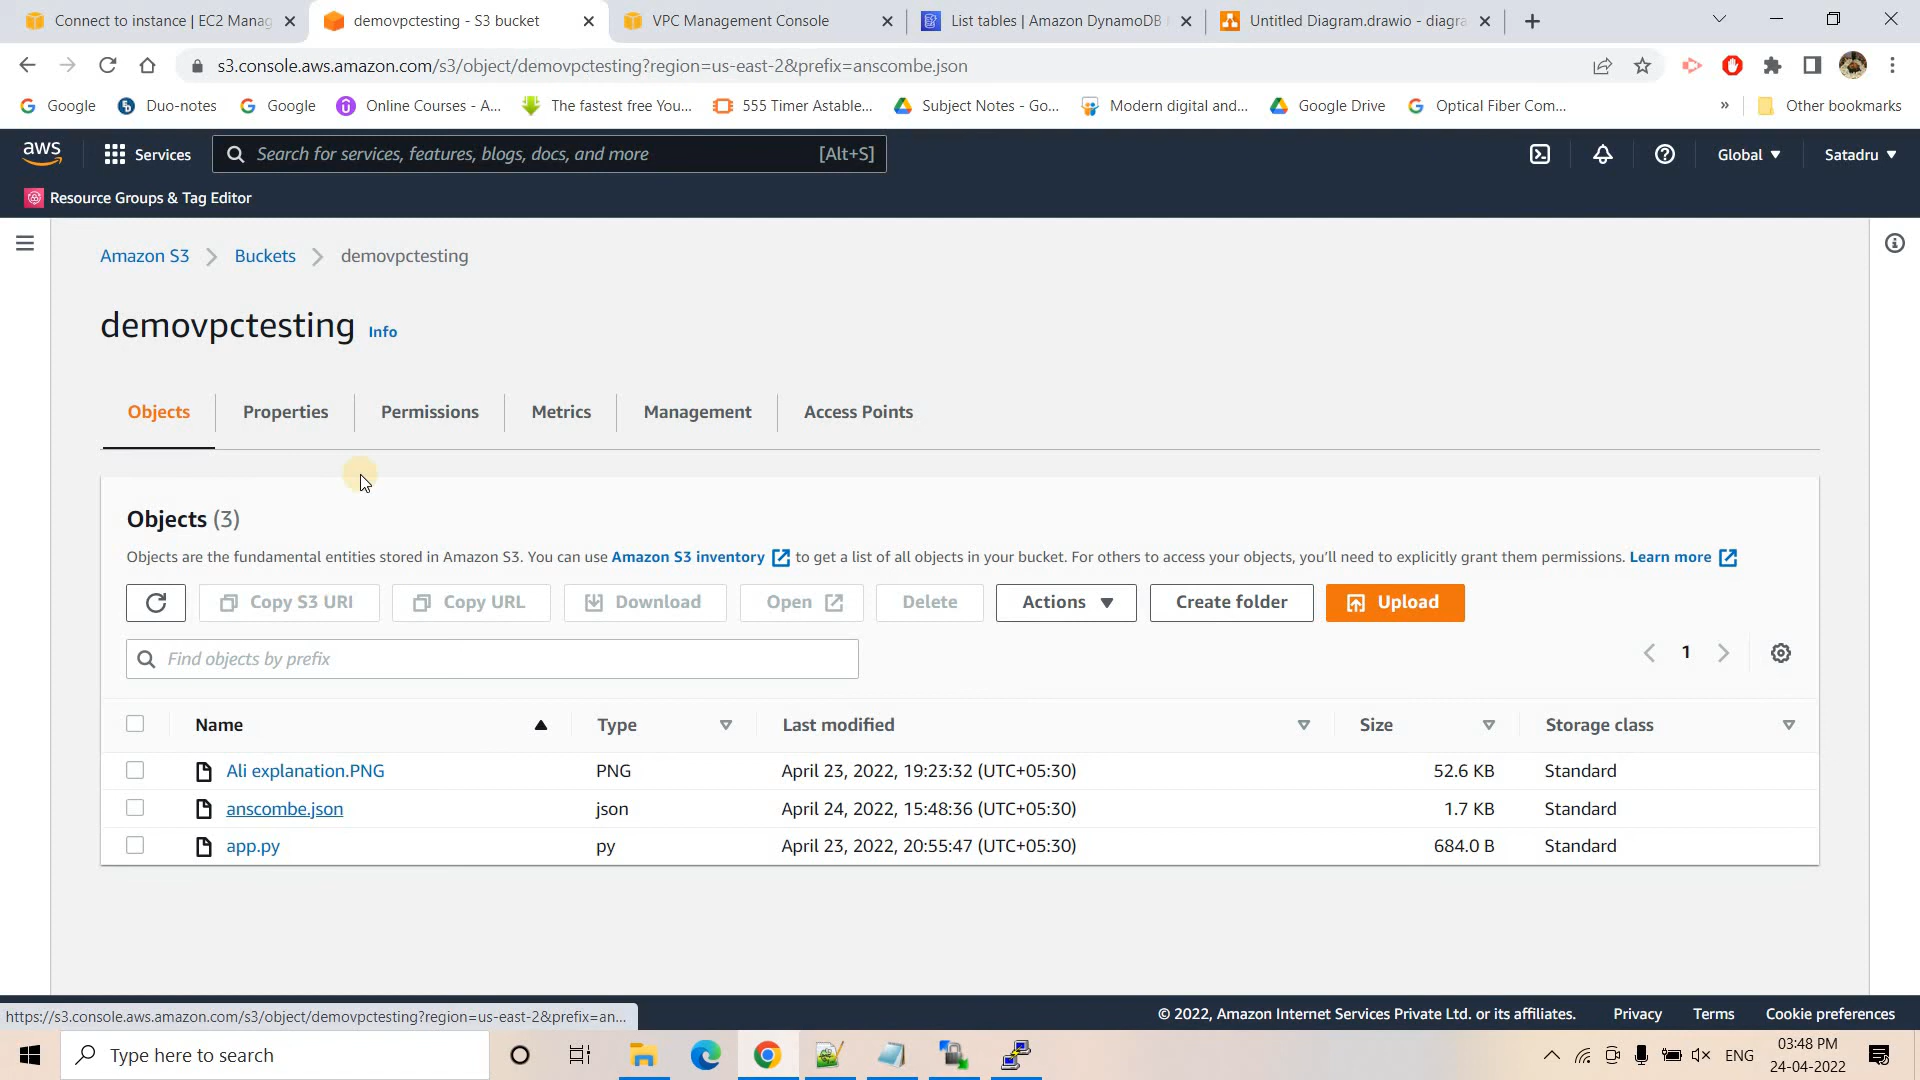 Connect to instance | EC2 Manag
demovpctesting - S3 bucket
VPC Management Console
List tables | Amazon DynamoDB
Untitled Diagram.drawio - diagra
s3.console.aws.amazon.com/s3/object/demovpctesting?region=us-east-2&prefix=anscombe.json
Google
Duo-notes
Google
Online Courses - A...
The fastest free You...
555 Timer Astable...
Subject Notes - Go...
Modern digital and...
Google Drive
Optical Fiber Com...
»
Other bookmarks
aws
Services
Search for services, features, blogs, docs, and more
[Alt+S]
Global
Satadru
Resource Groups & Tag Editor
Amazon S3
Buckets
demovpctesting
demovpctesting Info
Objects
Properties
Permissions
Metrics
Management
Access Points
Objects (3)
Objects are the fundamental entities stored in Amazon S3. You can use Amazon S3 inventory to get a list of all objects in your bucket. For others to access your objects, you'll need to explicitly grant them permissions. Learn more
Copy S3 URI
Copy URL
Download
Open
Delete
Actions
Create folder
Upload
Find objects by prefix
1
Name
Type
Last modified
Size
Storage class
Ali explanation.PNG
PNG
April 23, 2022, 19:23:32 (UTC+05:30)
52.6 KB
Standard
anscombe.json
json
April 24, 2022, 15:48:36 (UTC+05:30)
1.7 KB
Standard
app.py
py
April 23, 2022, 20:55:47 (UTC+05:30)
684.0 B
Standard
https://s3.console.aws.amazon.com/s3/object/demovpctesting?region=us-east-2&prefix=an...
© 2022, Amazon Internet Services Private Ltd. or its affiliates.
Privacy
Terms
Cookie preferences
Type here to search
ENG
03:48 PM
24-04-2022